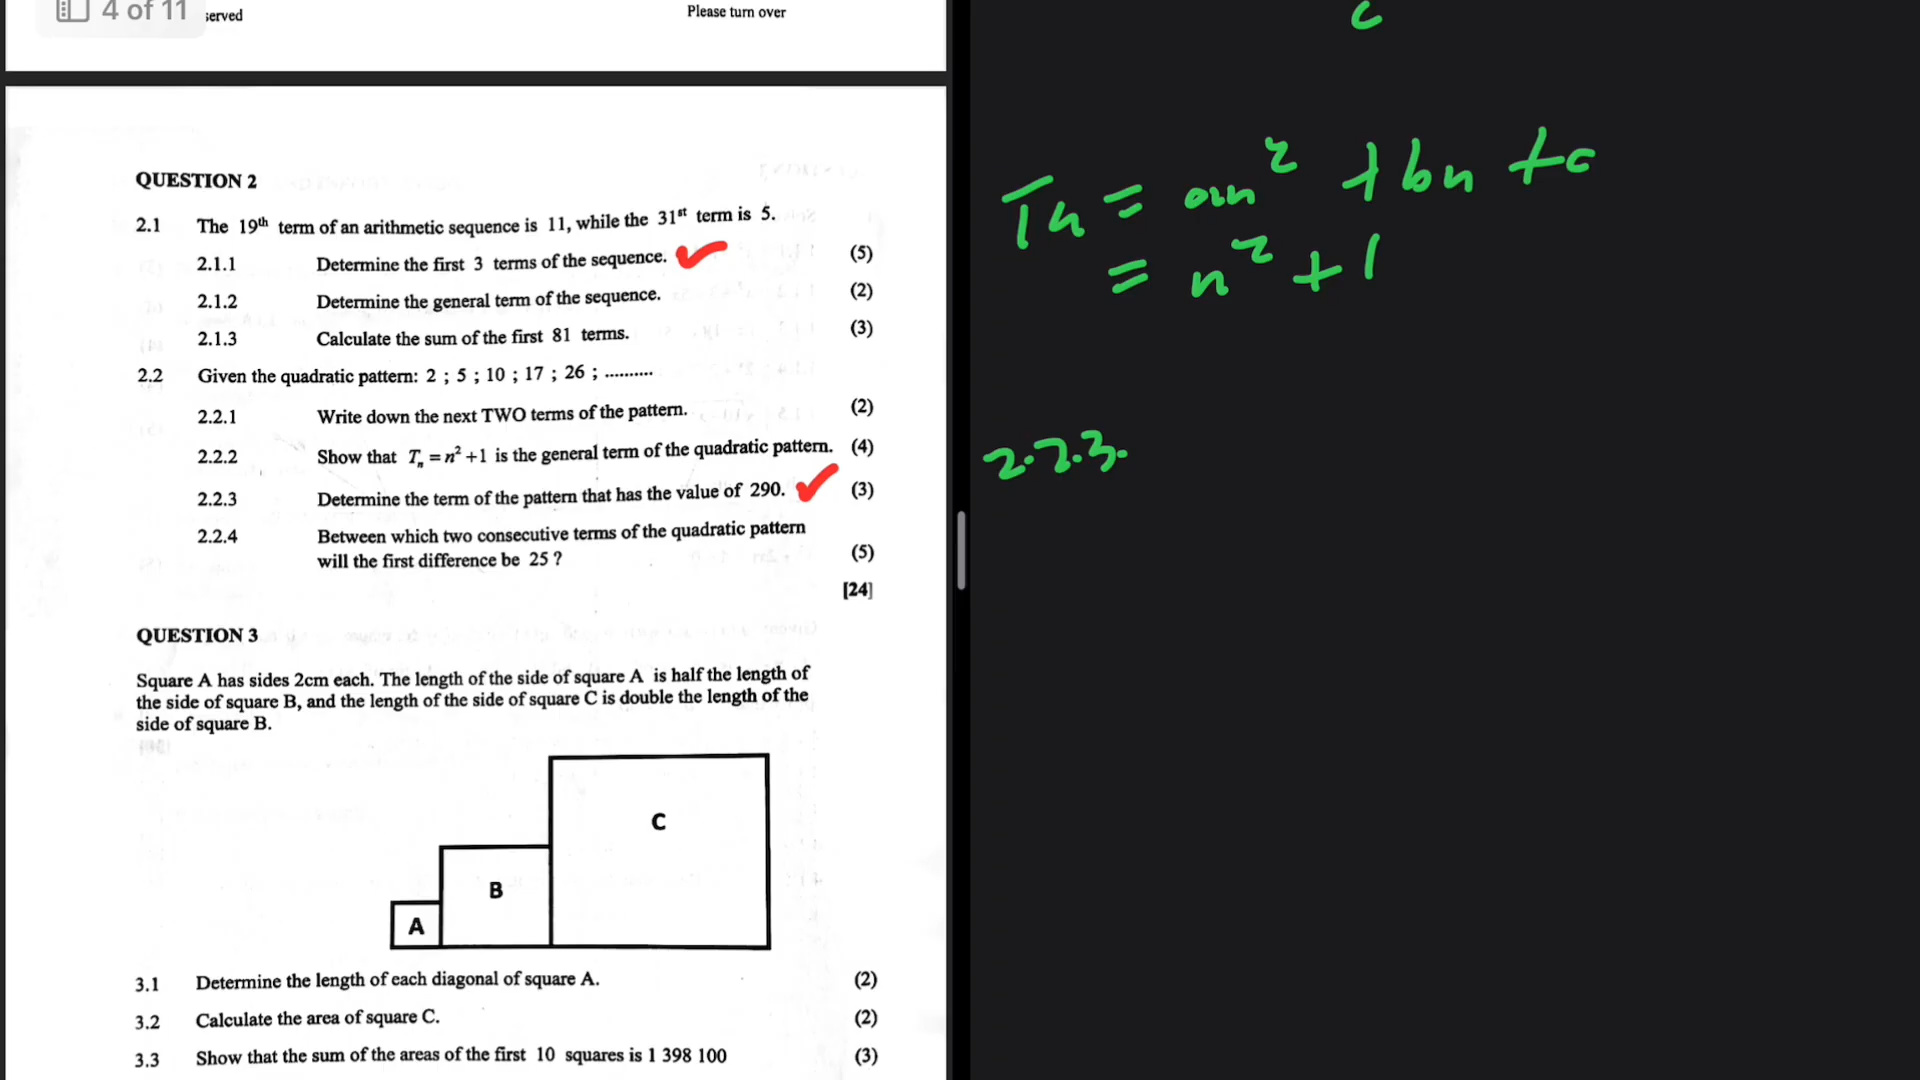 4 of 11
served
Please turn over
QUESTION 2
2.1 The 19th term of an arithmetic sequence is 11, while the 31st term is 5.
2.1.1 Determine the first 3 terms of the sequence. (5)
2.1.2 Determine the general term of the sequence. (2)
2.1.3 Calculate the sum of the first 81 terms. (3)
2.2 Given the quadratic pattern: 2 ; 5 ; 10 ; 17 ; 26 ; ..........
2.2.1 Write down the next TWO terms of the pattern. (2)
2.2.2 Show that Tₙ = n² + 1 is the general term of the quadratic pattern. (4)
2.2.3 Determine the term of the pattern that has the value of 290. (3)
2.2.4 Between which two consecutive terms of the quadratic pattern
will the first difference be 25 ? (5)
[24]
QUESTION 3
Square A has sides 2cm each. The length of the side of square A is half the length of
the side of square B, and the length of the side of square C is double the length of the
side of square B.
C
B
A
3.1 Determine the length of each diagonal of square A. (2)
3.2 Calculate the area of square C. (2)
3.3 Show that the sum of the areas of the first 10 squares is 1 398 100 (3)
c
Tn = an² + bn + c
= n² + 1
2.2.3.